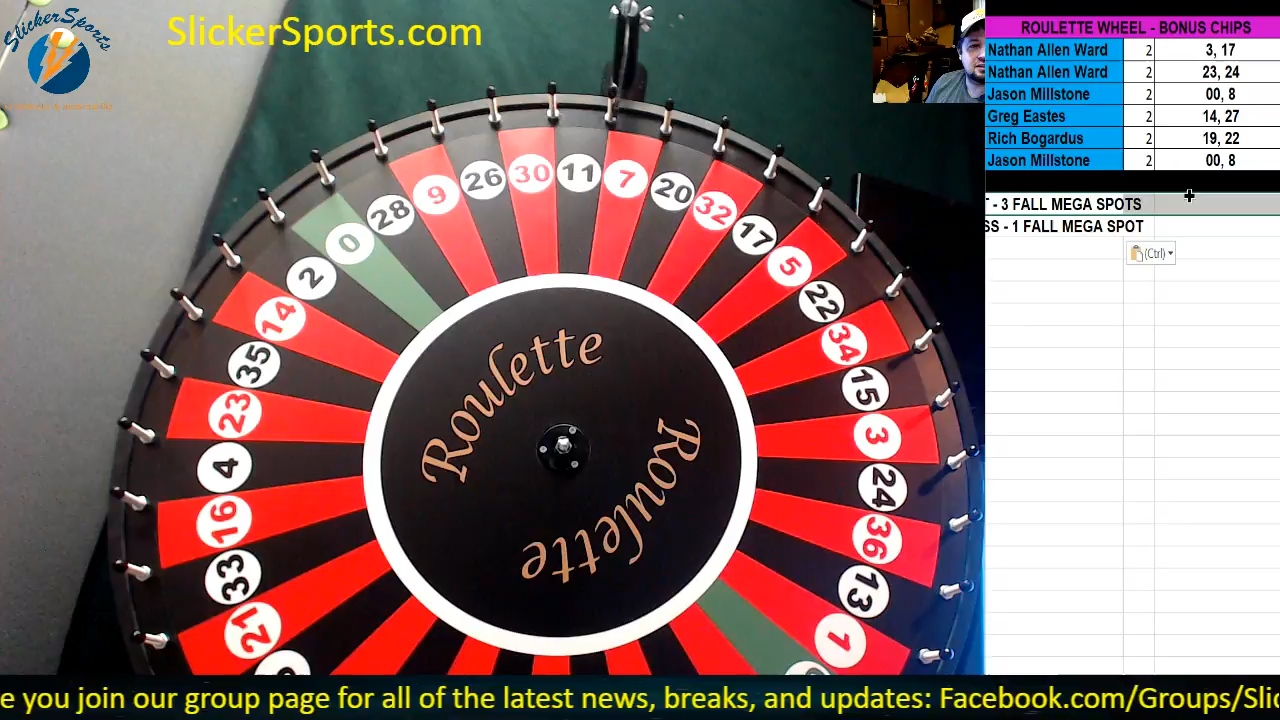 SlickerSports
SlickerSports.com
ROULETTE WHEEL - BONUS CHIPS
Nathan Allen Ward 2 3, 17
Nathan Allen Ward 2 23, 24
Jason Millstone 2 00, 8
Greg Eastes 2 14, 27
Rich Bogardus 2 19, 22
Jason Millstone 2 00, 8
- 3 FALL MEGA SPOTS
SS - 1 FALL MEGA SPOT
(Ctrl)
21
33
16
4
23
35
14
2
0
28
9
26
30
11
7
20
32
17
5
22
34
15
3
24
36
13
1
Roulette
Roulette
e you join our group page for all of the latest news, breaks, and updates: Facebook.com/Groups/Slic